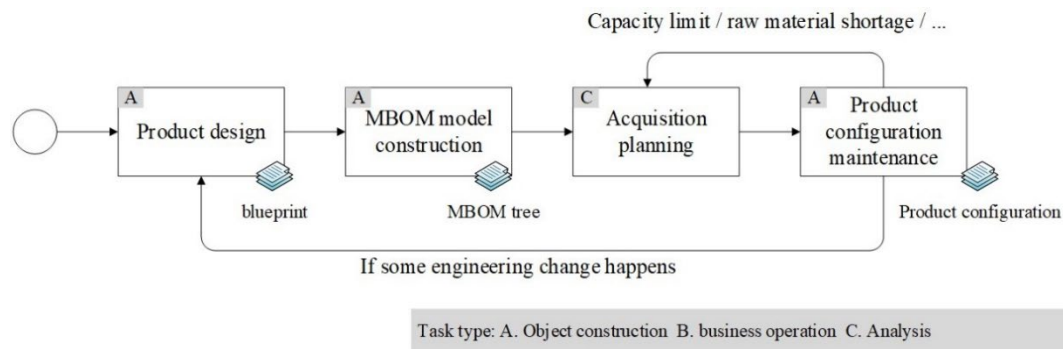 Capacity limit / raw material shortage / ...
A
Product design
blueprint
A
MBOM model
construction
MBOM tree
C
Acquisition
planning
A
Product
configuration
maintenance
Product configuration
If some engineering change happens
Task type: A. Object construction B. business operation C. Analysis